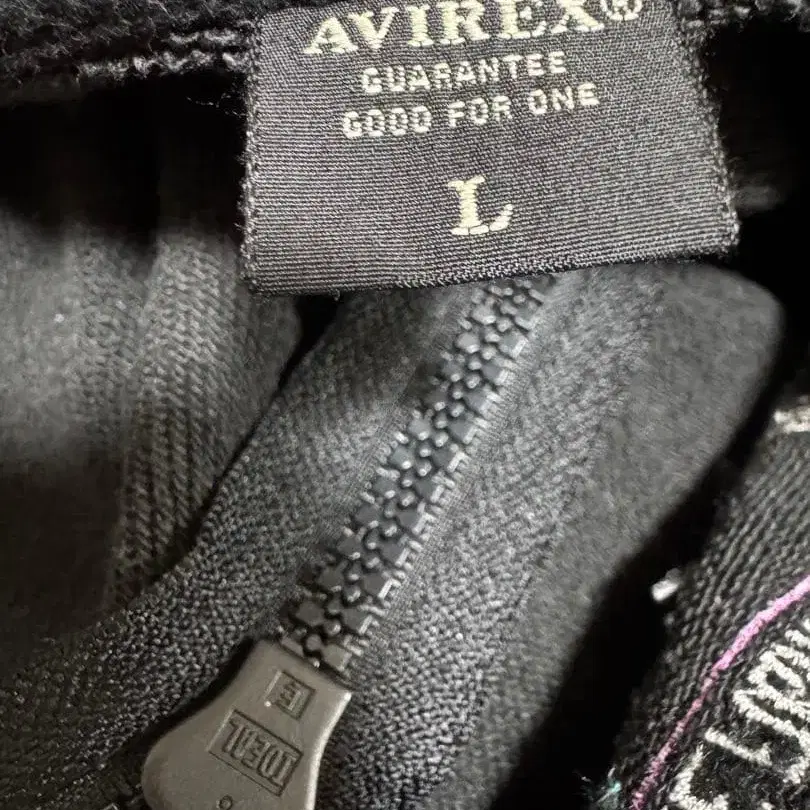 AVIREX®
GUARANTEE
GOOD FOR ONE
L
E
IDEAL